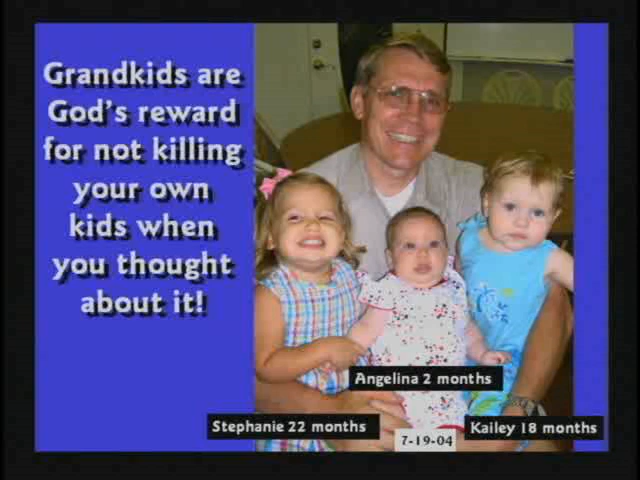 Grandkids are
God's reward
for not killing
your own
kids when
you thought
about it!
Angelina 2 months
Stephanie 22 months
7-19-04
Kailey 18 months